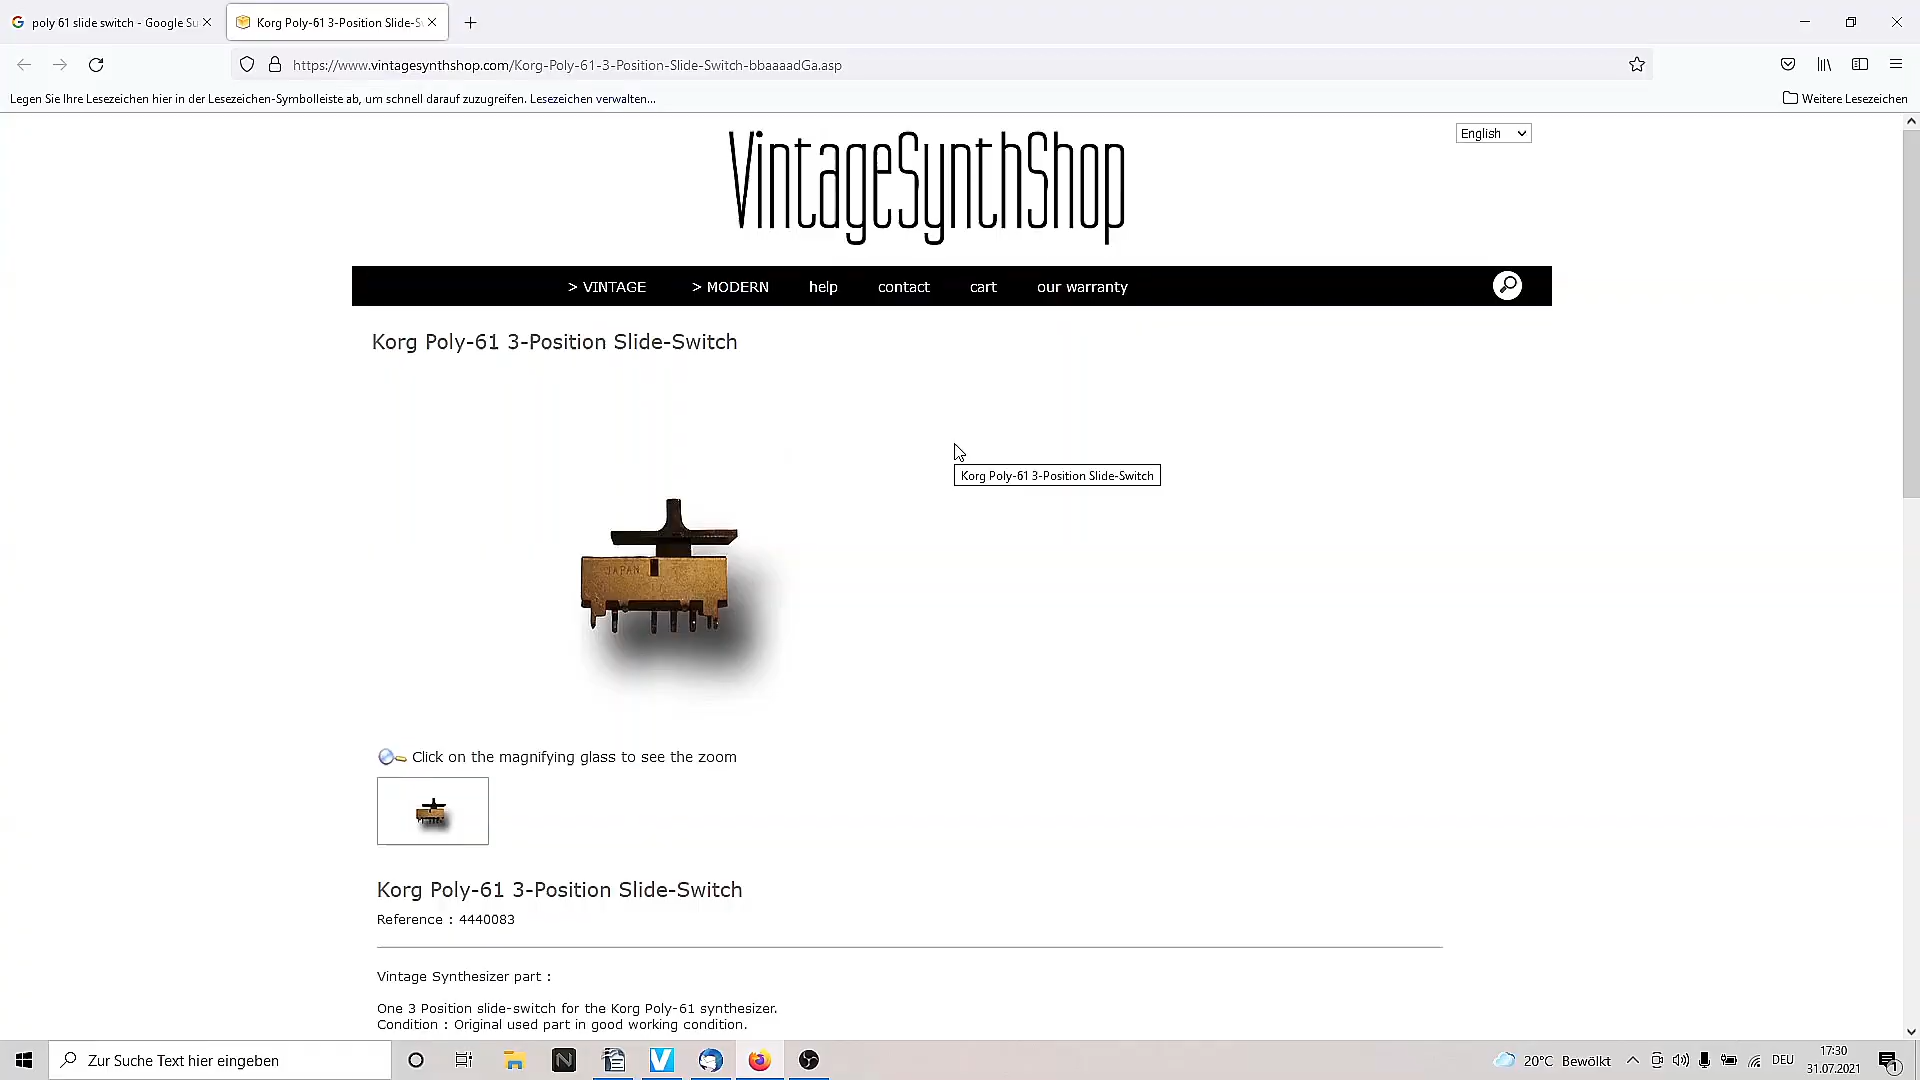 poly 61 slide switch - Google Su
Korg Poly-61 3-Position Slide-S
https://www.vintagesynthshop.com/Korg-Poly-61-3-Position-Slide-Switch-bbaaaadGa.asp
Legen Sie Ihre Lesezeichen hier in der Lesezeichen-Symbolleiste ab, um schnell darauf zuzugreifen. Lesezeichen verwalten...
Weitere Lesezeichen
VintageSynthShop
English
> VINTAGE > MODERN help contact cart our warranty
Korg Poly-61 3-Position Slide-Switch
Korg Poly-61 3-Position Slide-Switch
JAPAN
Click on the magnifying glass to see the zoom
Korg Poly-61 3-Position Slide-Switch
Reference : 4440083
Vintage Synthesizer part :
One 3 Position slide-switch for the Korg Poly-61 synthesizer.
Condition : Original used part in good working condition.
Zur Suche Text hier eingeben
20°C Bewölkt
DEU
17:30
31.07.2021
1